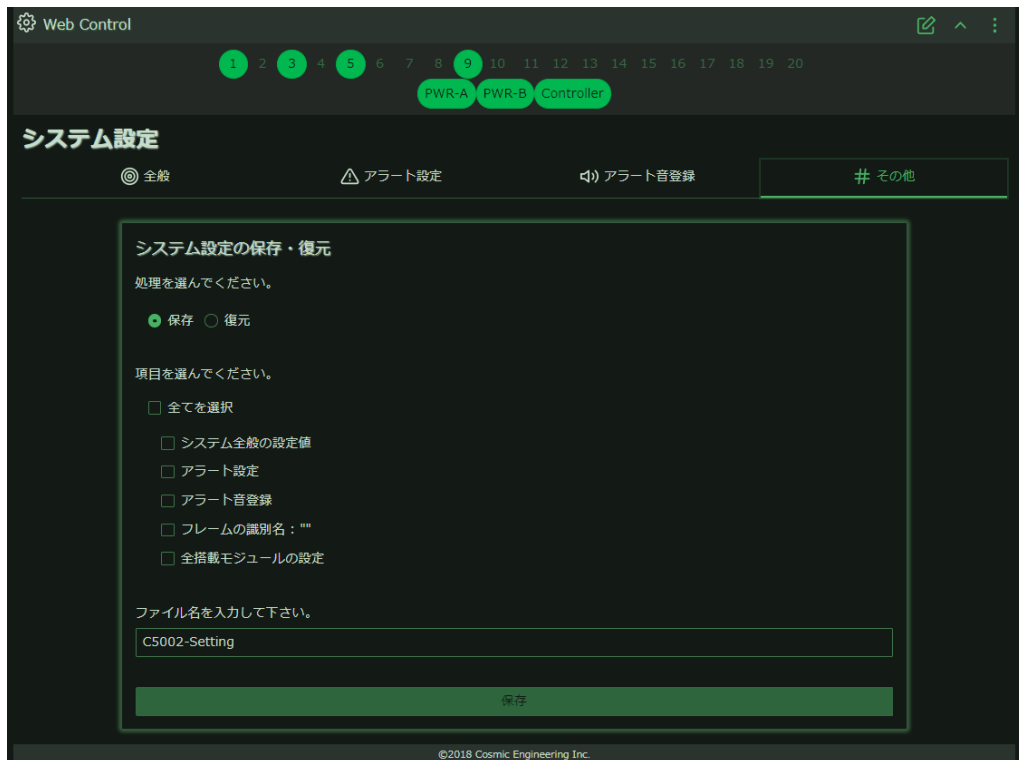 Web Control
1 2 3 4 5 6 7 8 9 10 11 12 13 14 15 16 17 18 19 20
PWR-A PWR-B Controller
システム設定
全般 アラート設定 アラート音登録 その他
システム設定の保存・復元
処理を選んでください。
保存 復元
項目を選んでください。
全てを選択
システム全般の設定値
アラート設定
アラート音登録
フレームの識別名：""
全搭載モジュールの設定
ファイル名を入力して下さい。
C5002-Setting
保存
©2018 Cosmic Engineering Inc.